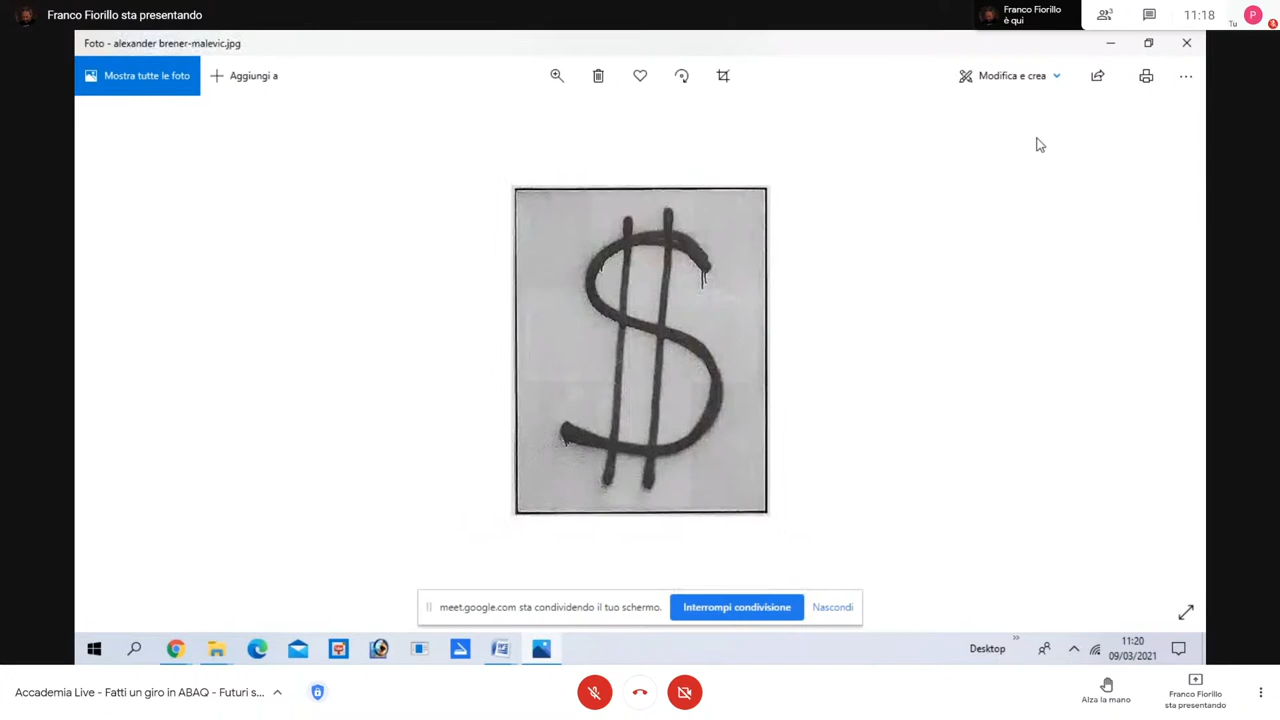 Franco Fiorillo sta presentando
Franco Fiorillo
è qui
3
11:18
Tu
P
Foto - alexander brener-malevic.jpg
Mostra tutte le foto
Aggiungi a
Modifica e crea
$
meet.google.com sta condividendo il tuo schermo.
Interrompi condivisione
Nascondi
Desktop
»
11:20
09/03/2021
Accademia Live - Fatti un giro in ABAQ - Futuri s...
Alza la mano
Franco Fiorillo
sta presentando